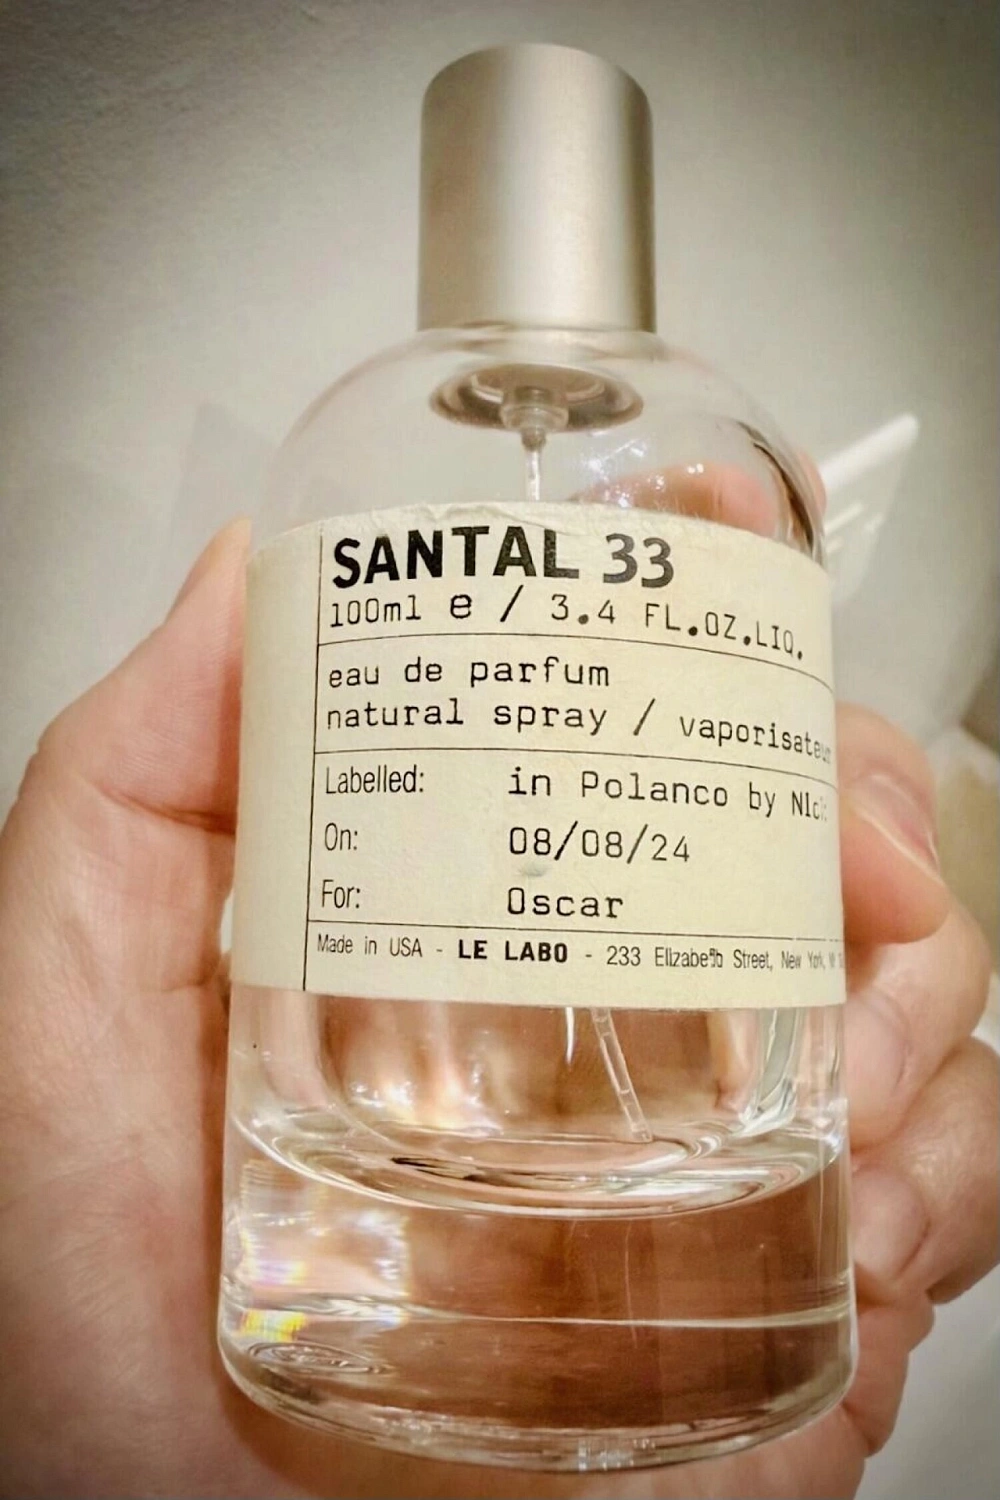 SANTAL 33
100ml e / 3.4 FL.OZ.LIQ.
eau de parfum
natural spray / vaporisateur
Labelled: in Polanco by
On: 08/08/24
For: Oscar
Made in USA - LE LABO - 233 Elizabeth Street, New York,